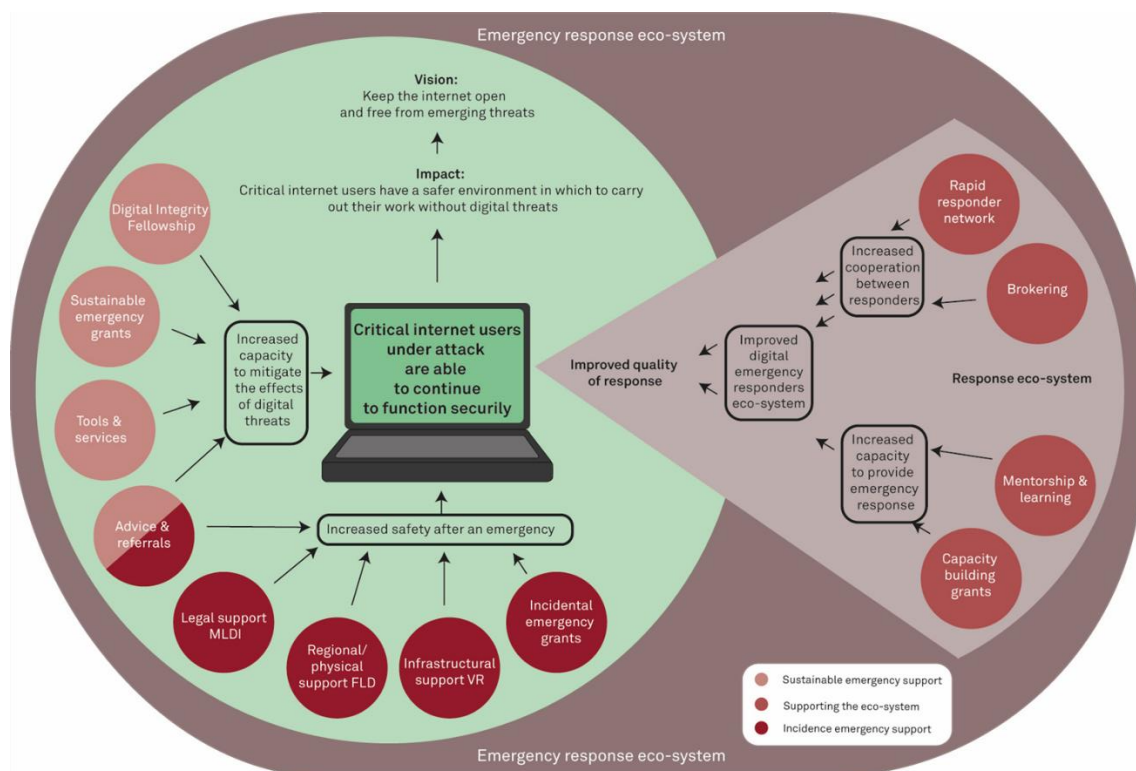 Emergency response eco-system
Vision:
Keep the internet open
and free from emerging threats
Impact:
Critical internet users have a safer environment in which to carry
out their work without digital threats
Digital Integrity
Fellowship
Sustainable
emergency
grants
Tools &
services
Advice &
referrals
Increased
capacity
to mitigate
the effects
of digital
threats
Critical internet users
under attack
are able
to continue
to function security
Increased safety after an emergency
Legal support
MLDI
Regional/
physical
support FLD
Infrastructural
support VR
Incidental
emergency
grants
Improved quality
of response
Improved
digital
emergency
responders
eco-system
Increased
cooperation
between
responders
Increased
capacity
to provide
emergency
response
Rapid
responder
network
Brokering
Response eco-system
Mentorship &
learning
Capacity
building
grants
Sustainable emergency support
Supporting the eco-system
Incidence emergency support
Emergency response eco-system